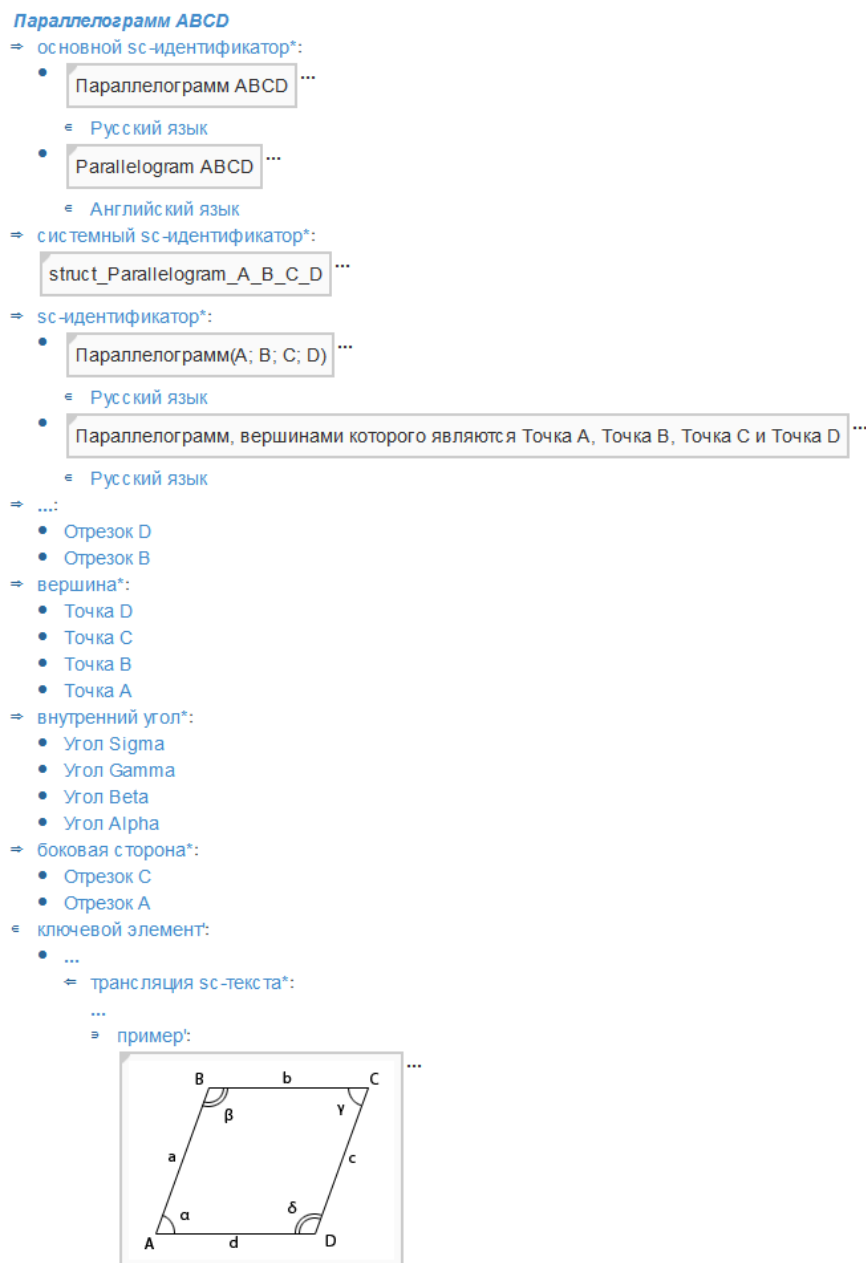 Параллелограмм ABCD
⇒ основной sc-идентификатор*:
● Параллелограмм ABCD ...
∊ Русский язык
● Parallelogram ABCD ...
∊ Английский язык
⇒ системный sc-идентификатор*:
struct_Parallelogram_A_B_C_D ...
⇒ sc-идентификатор*:
● Параллелограмм(A; B; C; D) ...
∊ Русский язык
● Параллелограмм, вершинами которого являются Точка A, Точка B, Точка C и Точка D ...
∊ Русский язык
⇒ ...:
● Отрезок D
● Отрезок B
⇒ вершина*:
● Точка D
● Точка C
● Точка B
● Точка A
⇒ внутренний угол*:
● Угол Sigma
● Угол Gamma
● Угол Beta
● Угол Alpha
⇒ боковая сторона*:
● Отрезок C
● Отрезок A
∊ ключевой элемент':
● ...
⇐ трансляция sc-текста*:
...
∍ пример':
...
B b C
β γ
a c
α δ
A d D